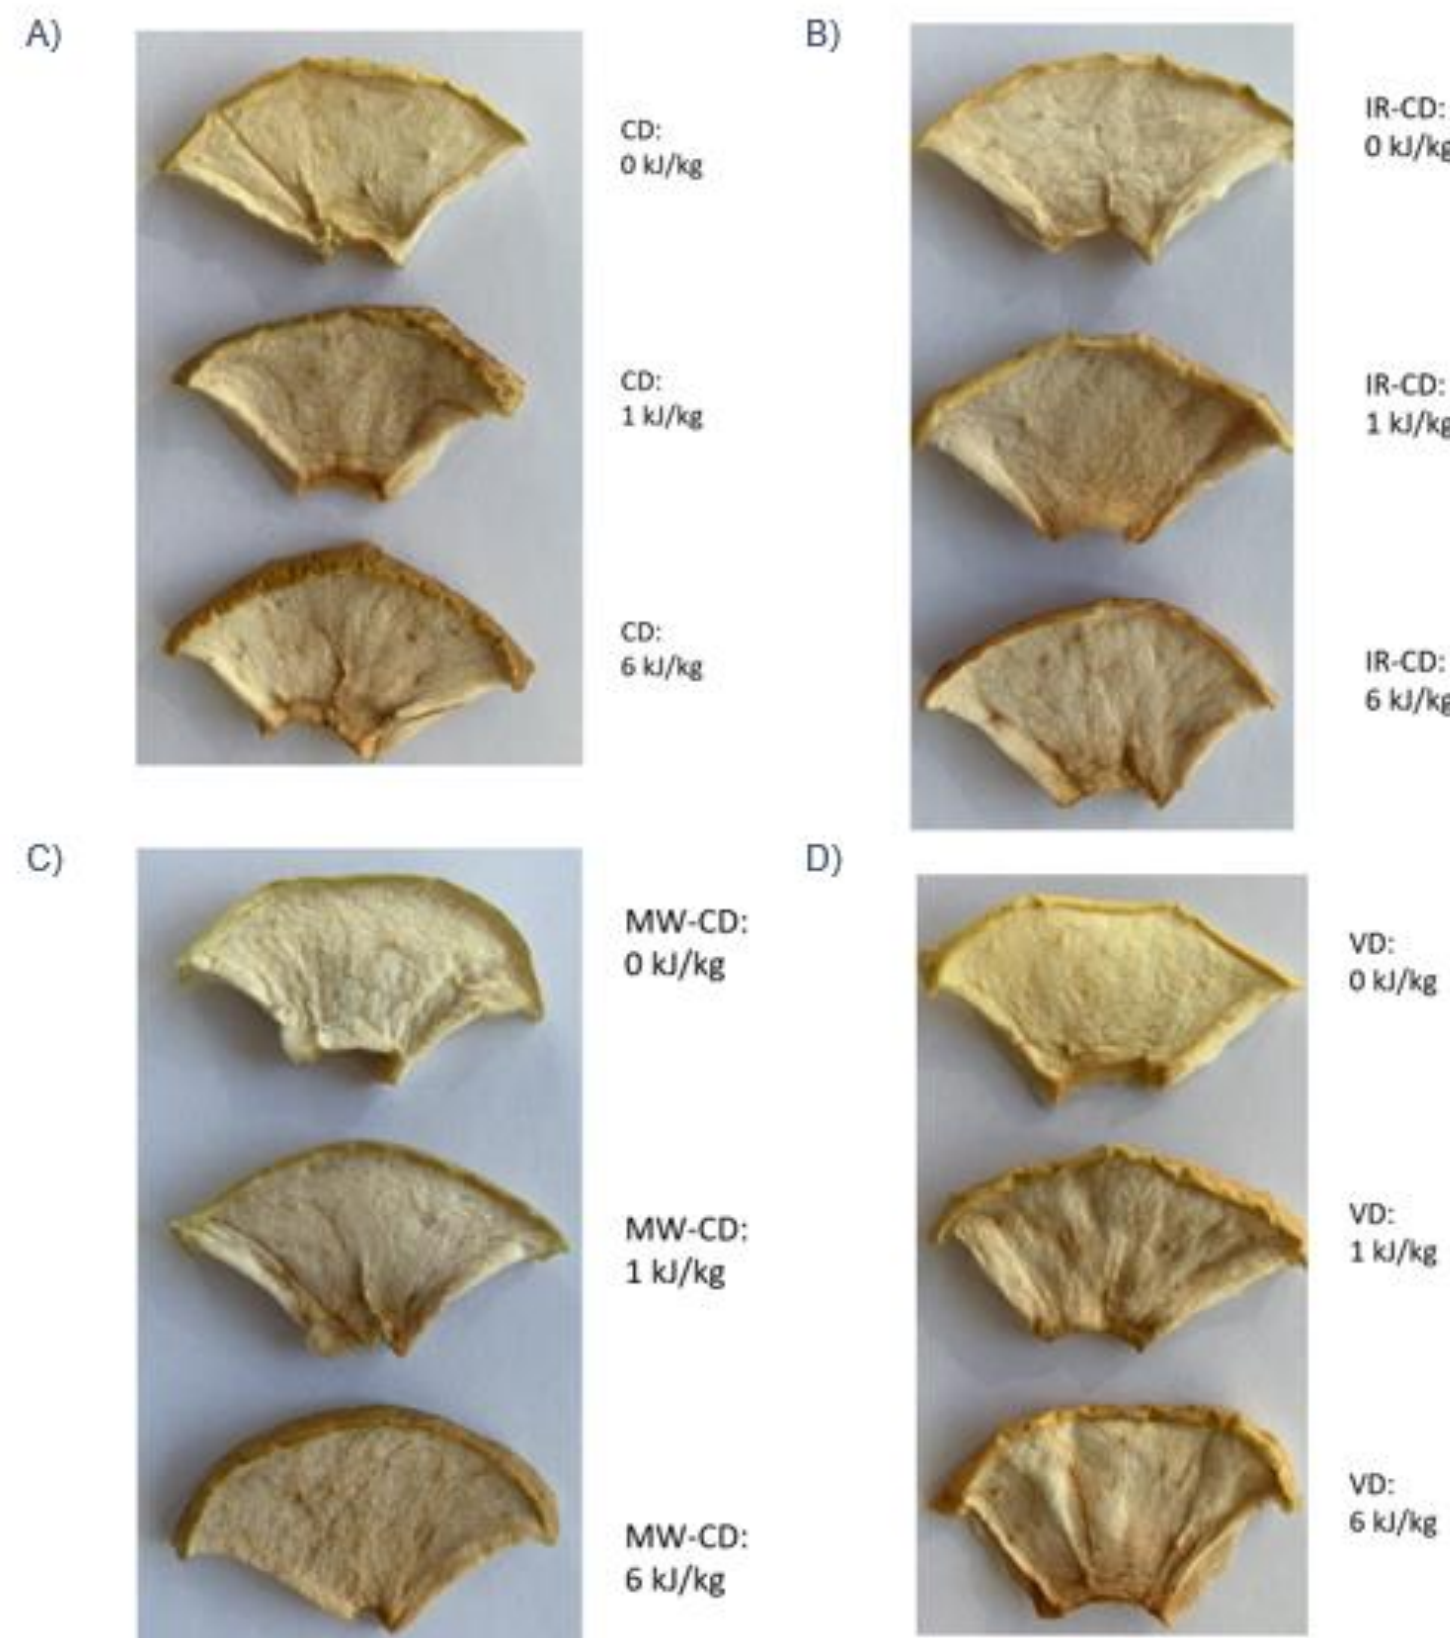 A)
CD:
0 kJ/kg
CD:
1 kJ/kg
CD:
6 kJ/kg
B)
IR-CD:
0 kJ/kg
IR-CD:
1 kJ/kg
IR-CD:
6 kJ/kg
C)
MW-CD:
0 kJ/kg
MW-CD:
1 kJ/kg
MW-CD:
6 kJ/kg
D)
VD:
0 kJ/kg
VD:
1 kJ/kg
VD:
6 kJ/kg